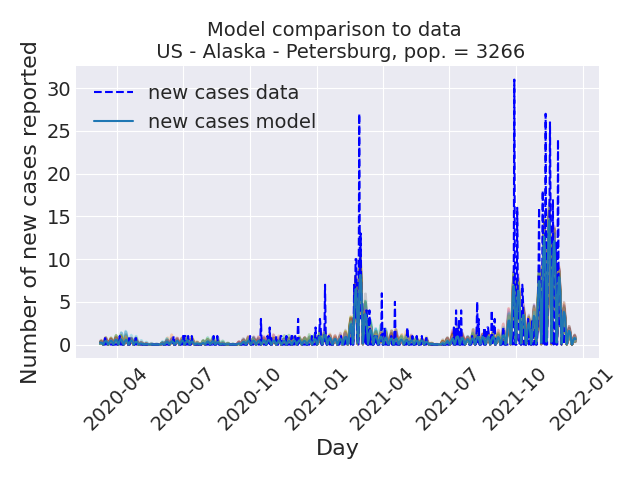 Model comparison to data
US - Alaska - Petersburg, pop. = 3266
new cases data
new cases model
Number of new cases reported
30
25
20
15
10
5
0
2020-04
2020-07
2020-10
2021-01
2021-04
2021-07
2021-10
2022-01
Day